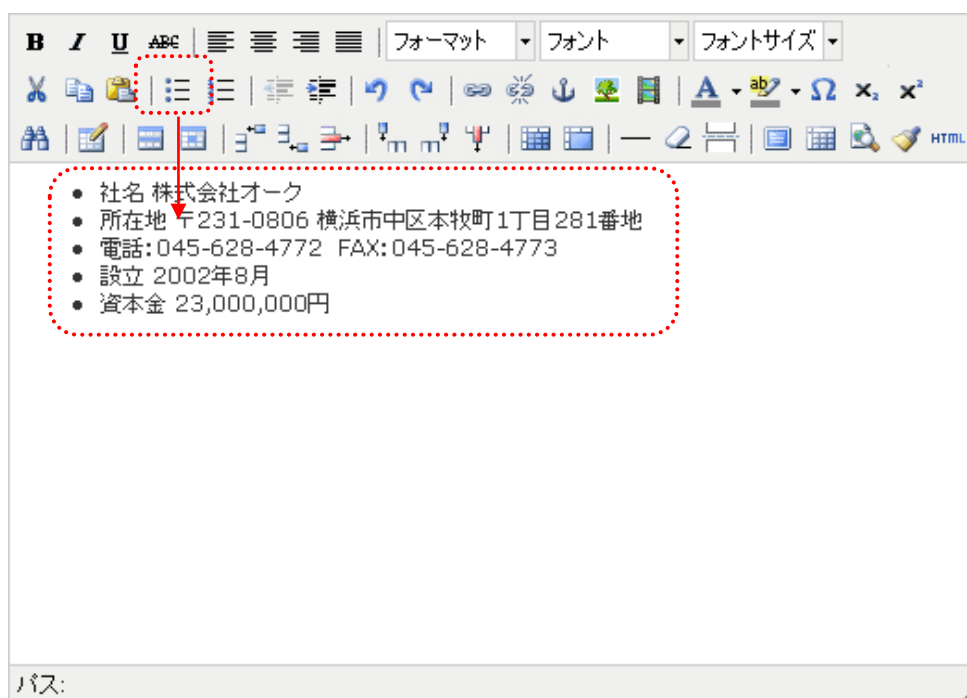 B I U ABC フォーマット フォント フォントサイズ
A ab Ω x₂ x²
HTML
社名 株式会社オーク
所在地 〒231-0806 横浜市中区本牧町1丁目281番地
電話:045-628-4772 FAX:045-628-4773
設立 2002年8月
資本金 23,000,000円
パス: